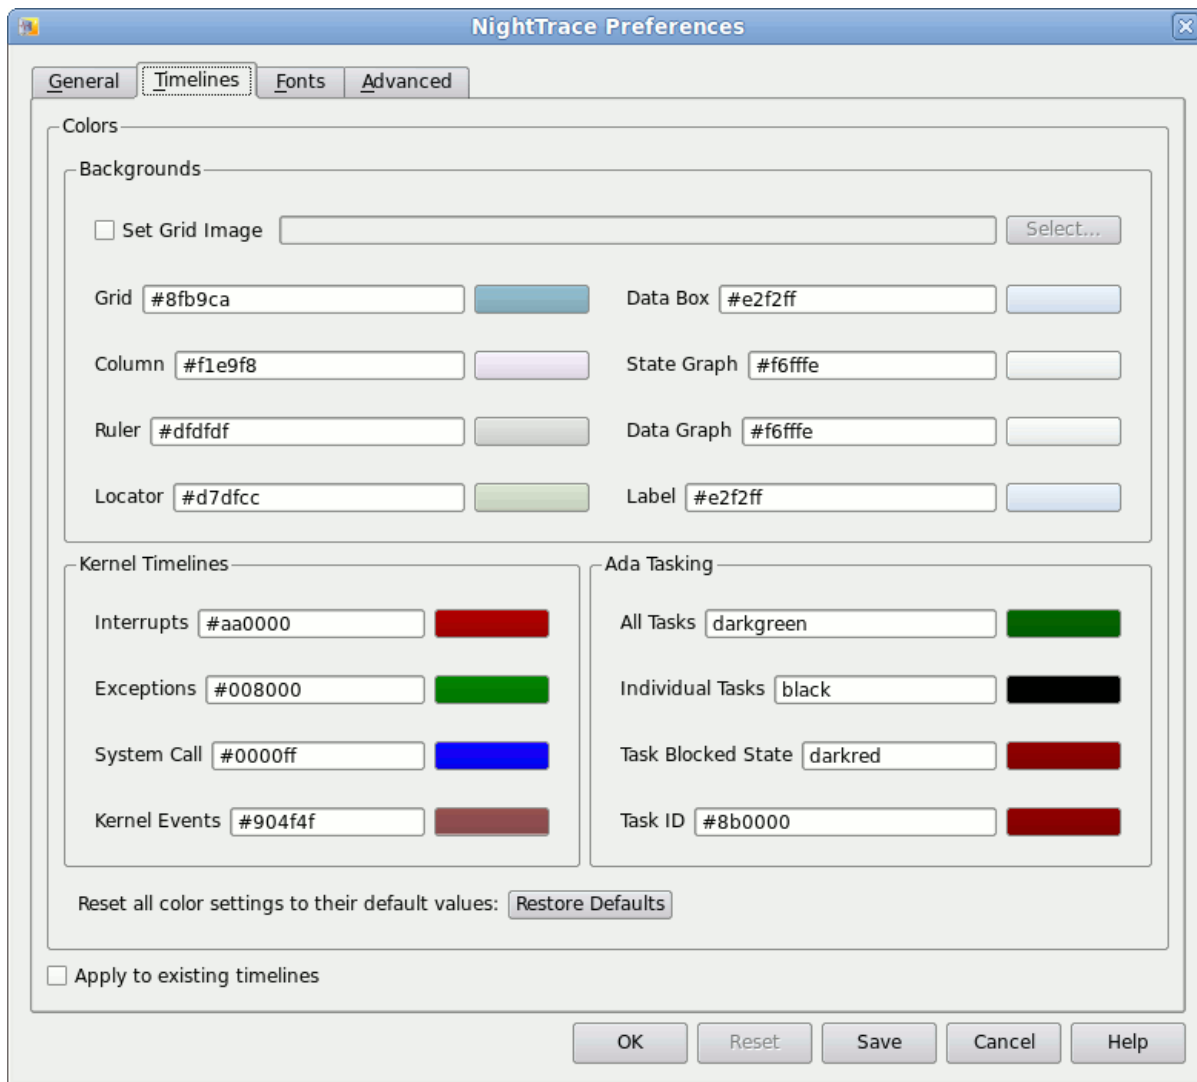 NightTrace Preferences
General Timelines Fonts Advanced
Colors
Backgrounds
Set Grid Image Select...
Grid #8fb9ca Data Box #e2f2ff
Column #f1e9f8 State Graph #f6fffe
Ruler #dfdfdf Data Graph #f6fffe
Locator #d7dfcc Label #e2f2ff
Kernel Timelines Ada Tasking
Interrupts #aa0000 All Tasks darkgreen
Exceptions #008000 Individual Tasks black
System Call #0000ff Task Blocked State darkred
Kernel Events #904f4f Task ID #8b0000
Reset all color settings to their default values: Restore Defaults
Apply to existing timelines
OK Reset Save Cancel Help